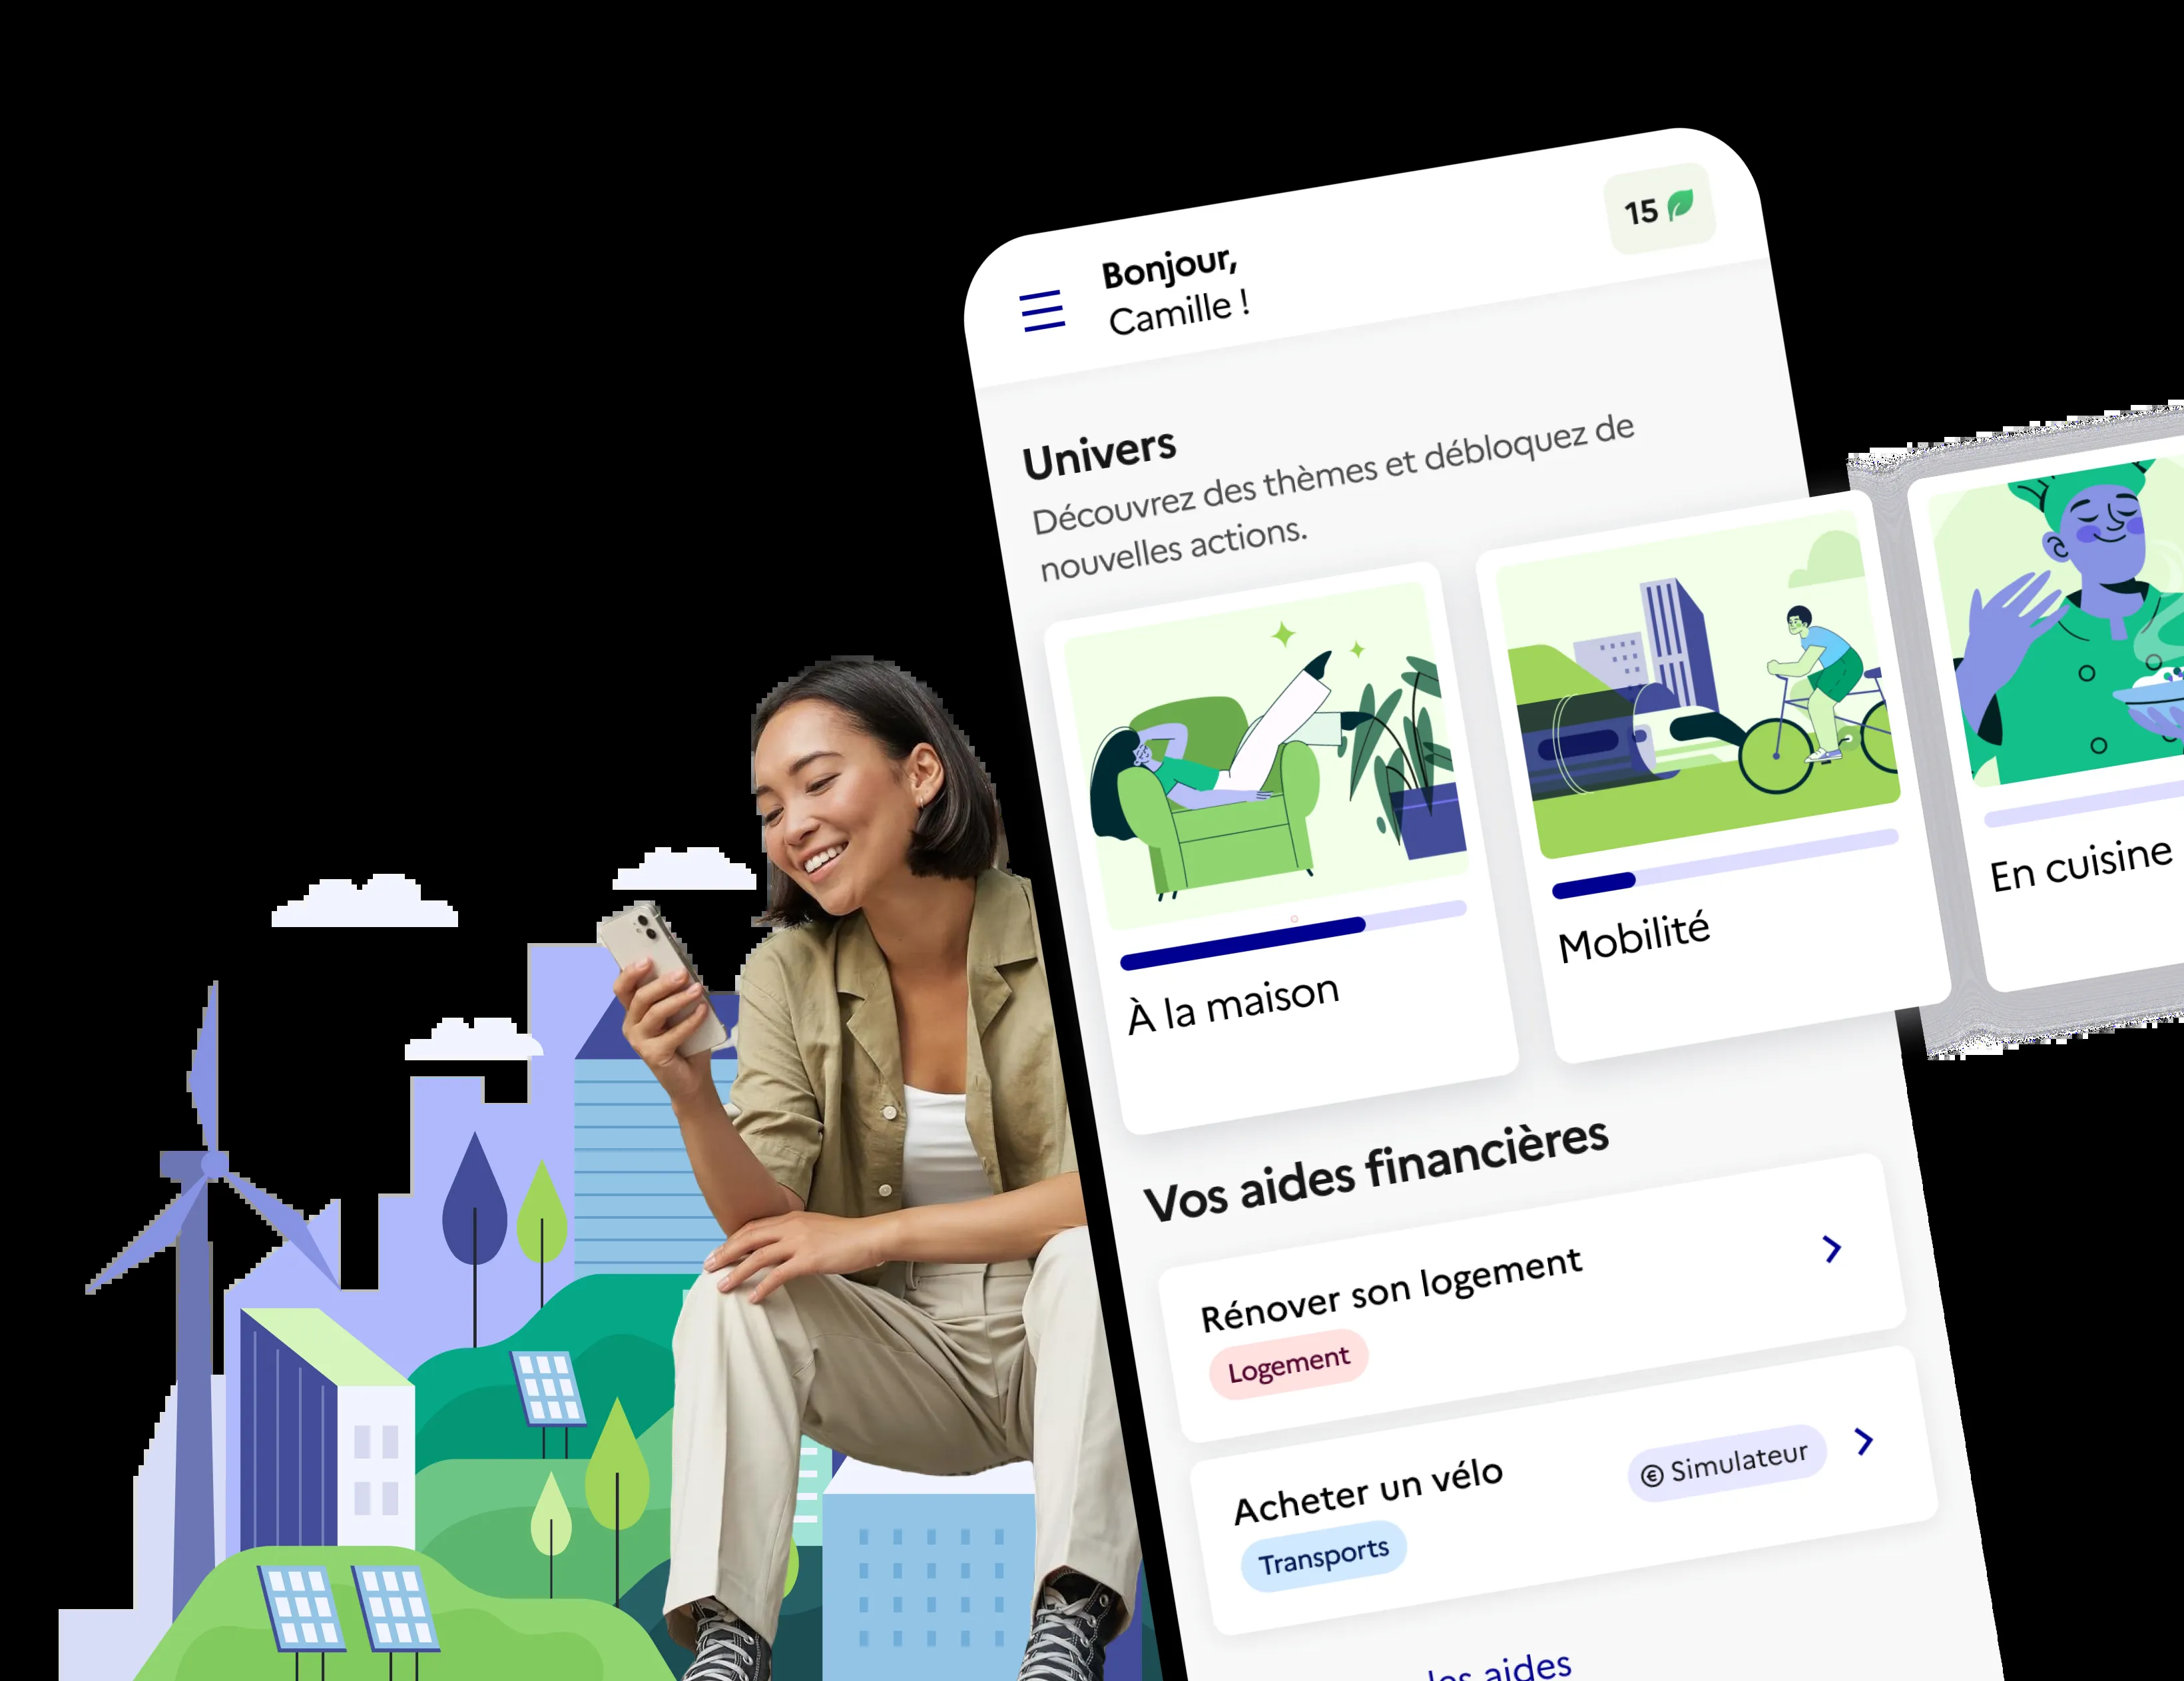 15
Bonjour,
Camille !
Univers
Découvrez des thèmes et débloquez de
nouvelles actions.
À la maison
Mobilité
En cuisine
Vos aides financières
Rénover son logement
Logement
Acheter un vélo
€ Simulateur
Transports
les aides